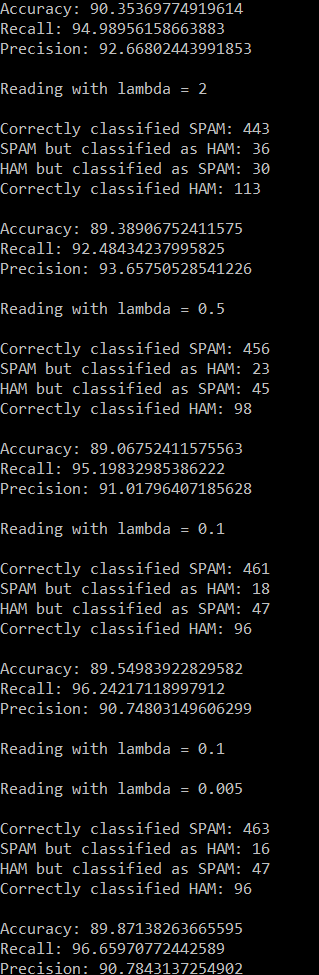 Accuracy: 90.35369774919614
Recall: 94.98956158663883
Precision: 92.66802443991853
Reading with lambda = 2
Correctly classified SPAM: 443
SPAM but classified as HAM: 36
HAM but classified as SPAM: 30
Correctly classified HAM: 113
Accuracy: 89.38906752411575
Recall: 92.48434237995825
Precision: 93.65750528541226
Reading with lambda = 0.5
Correctly classified SPAM: 456
SPAM but classified as HAM: 23
HAM but classified as SPAM: 45
Correctly classified HAM: 98
Accuracy: 89.06752411575563
Recall: 95.19832985386222
Precision: 91.01796407185628
Reading with lambda = 0.1
Correctly classified SPAM: 461
SPAM but classified as HAM: 18
HAM but classified as SPAM: 47
Correctly classified HAM: 96
Accuracy: 89.54983922829582
Recall: 96.24217118997912
Precision: 90.74803149606299
Reading with lambda = 0.1
Reading with lambda = 0.005
Correctly classified SPAM: 463
SPAM but classified as HAM: 16
HAM but classified as SPAM: 47
Correctly classified HAM: 96
Accuracy: 89.87138263665595
Recall: 96.65970772442589
Precision: 90.7843137254902